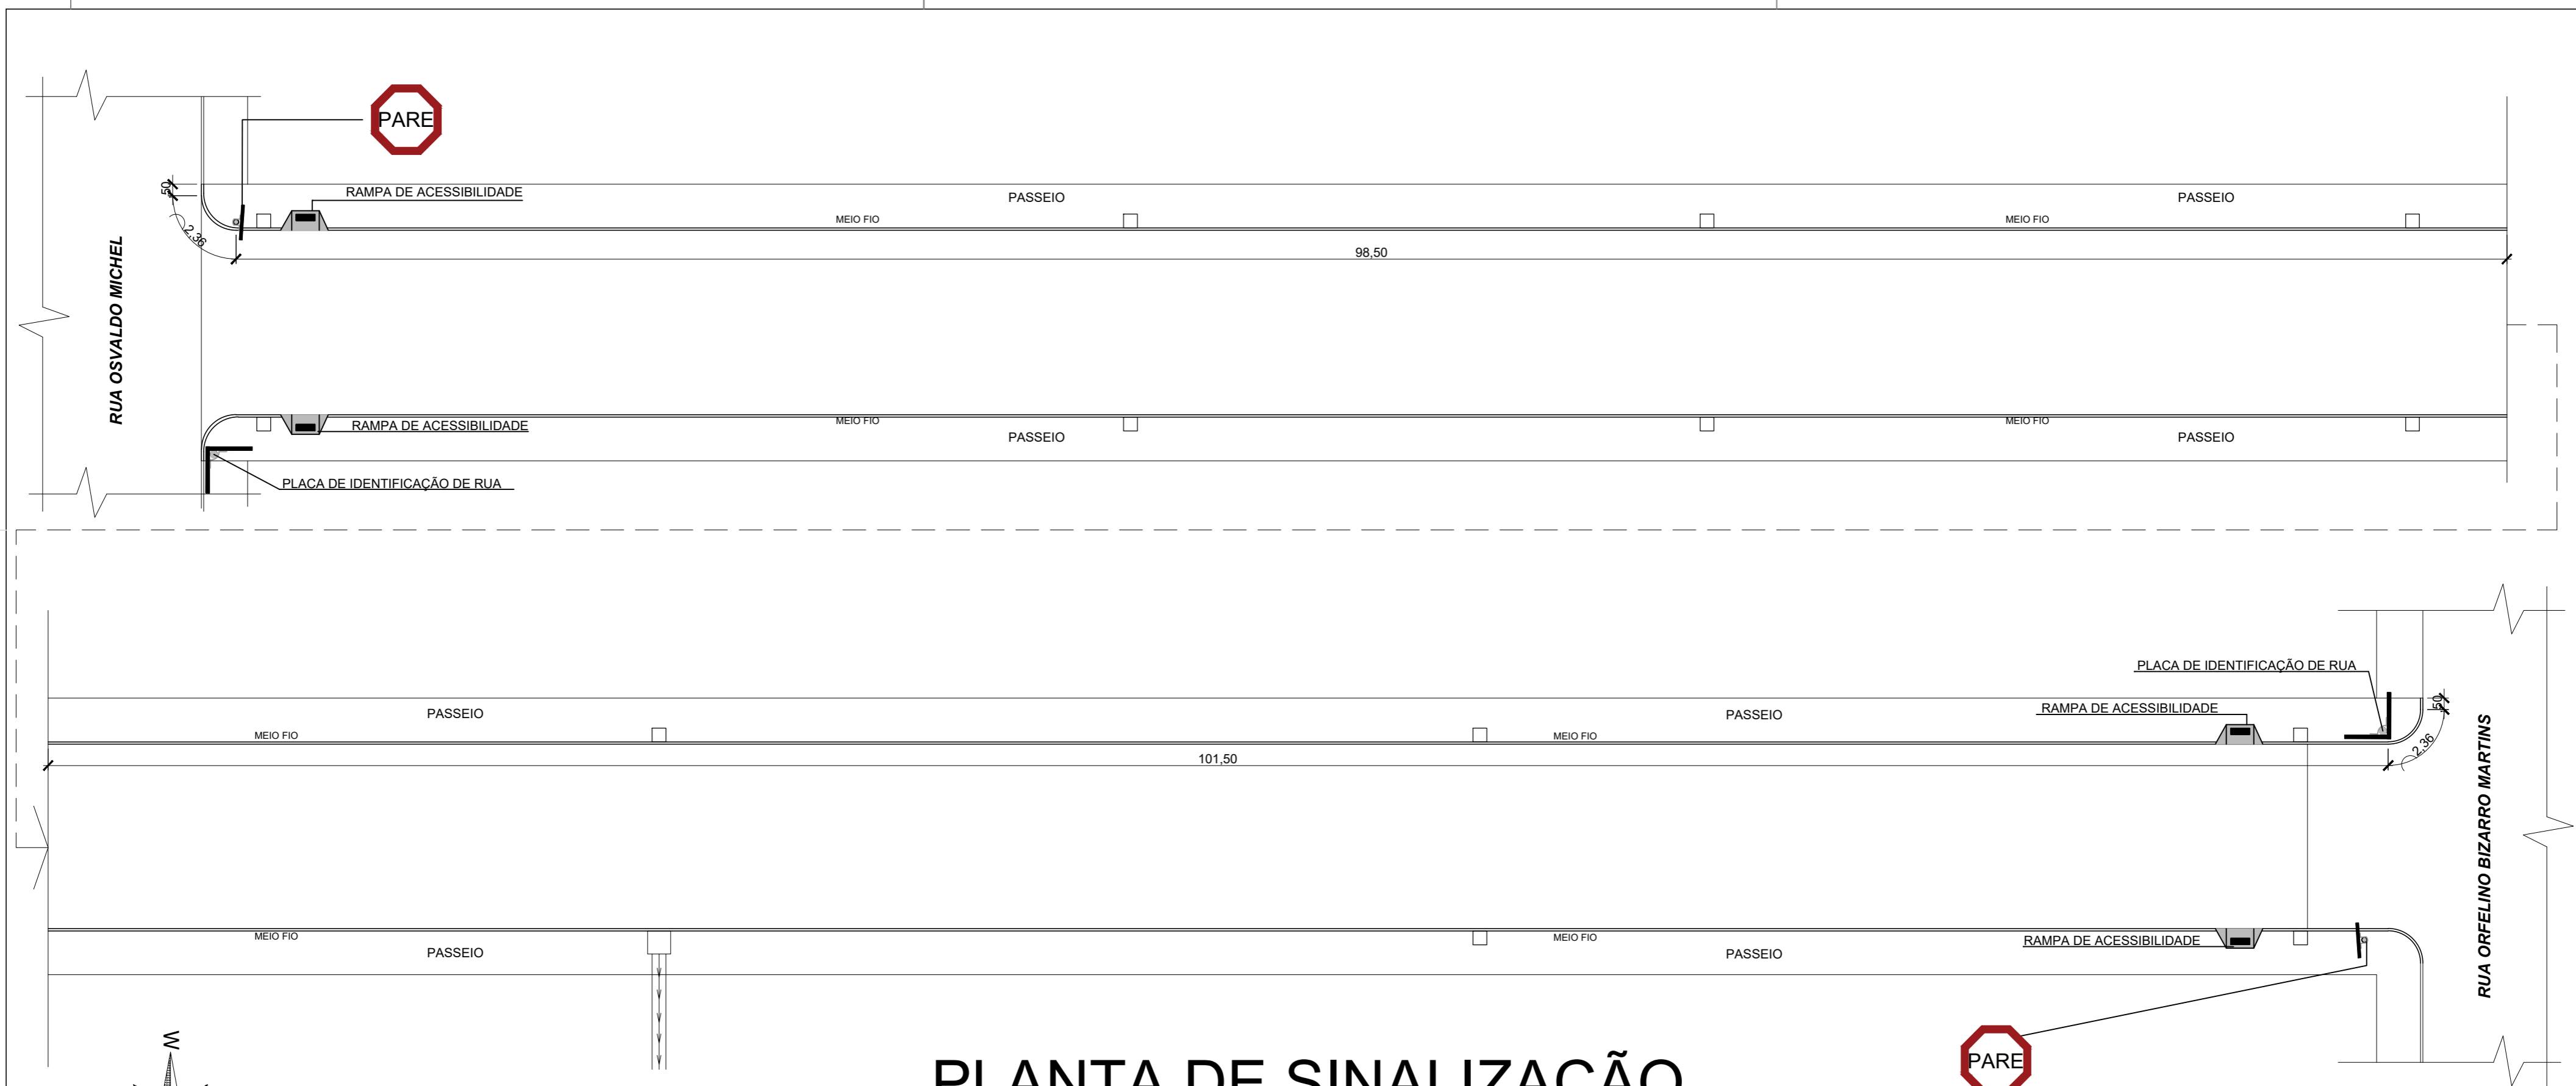 PARE
RAMPA DE ACESSIBILIDADE
PASSEIO
PASSEIO
50
MEIO FIO
MEIO FIO
2,36
98,50
RUA OSVALDO MICHEL
MEIO FIO
MEIO FIO
RAMPA DE ACESSIBILIDADE
PASSEIO
PASSEIO
PLACA DE IDENTIFICAÇÃO DE RUA
PLACA DE IDENTIFICAÇÃO DE RUA
RAMPA DE ACESSIBILIDADE
50
PASSEIO
PASSEIO
MEIO FIO
MEIO FIO
2,36
101,50
RUA ORFELINO BIZARRO MARTINS
MEIO FIO
MEIO FIO
RAMPA DE ACESSIBILIDADE
PASSEIO
PASSEIO
W
PLANTA DE SINALIZAÇÃO
PARE